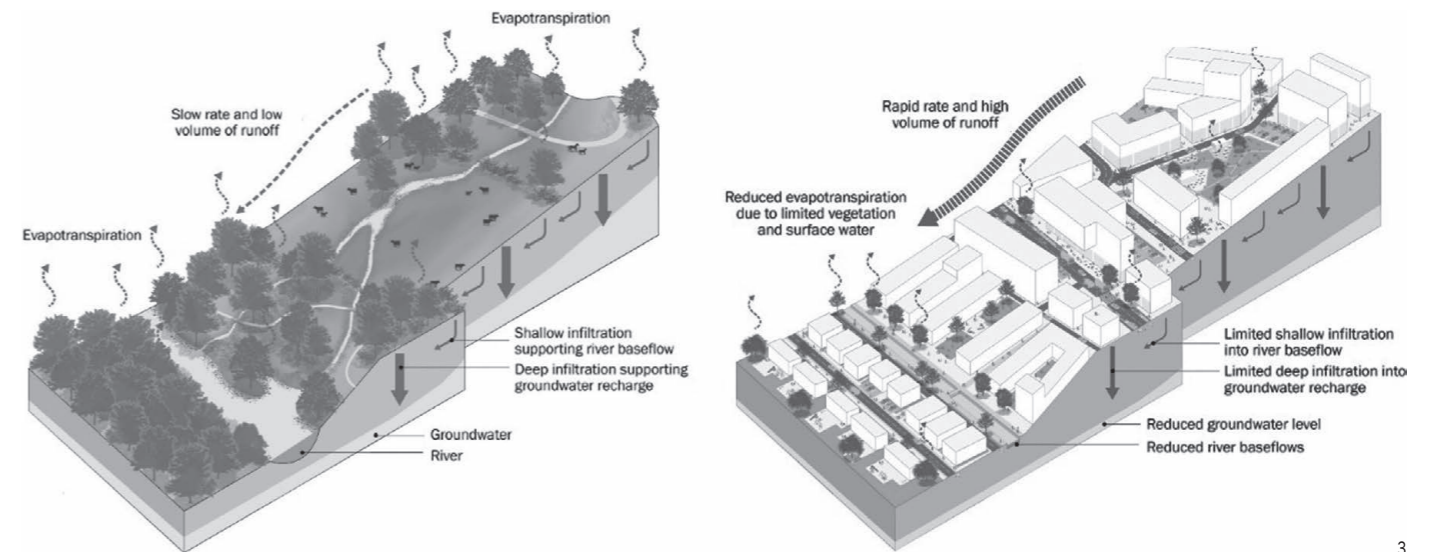 Evapotranspiration
Slow rate and low
volume of runoff
Evapotranspiration
Shallow infiltration
supporting river baseflow
Deep infiltration supporting
groundwater recharge
Groundwater
River
Rapid rate and high
volume of runoff
Reduced evapotranspiration
due to limited vegetation
and surface water
Limited shallow infiltration
into river baseflow
Limited deep infiltration into
groundwater recharge
Reduced groundwater level
Reduced river baseflows
3